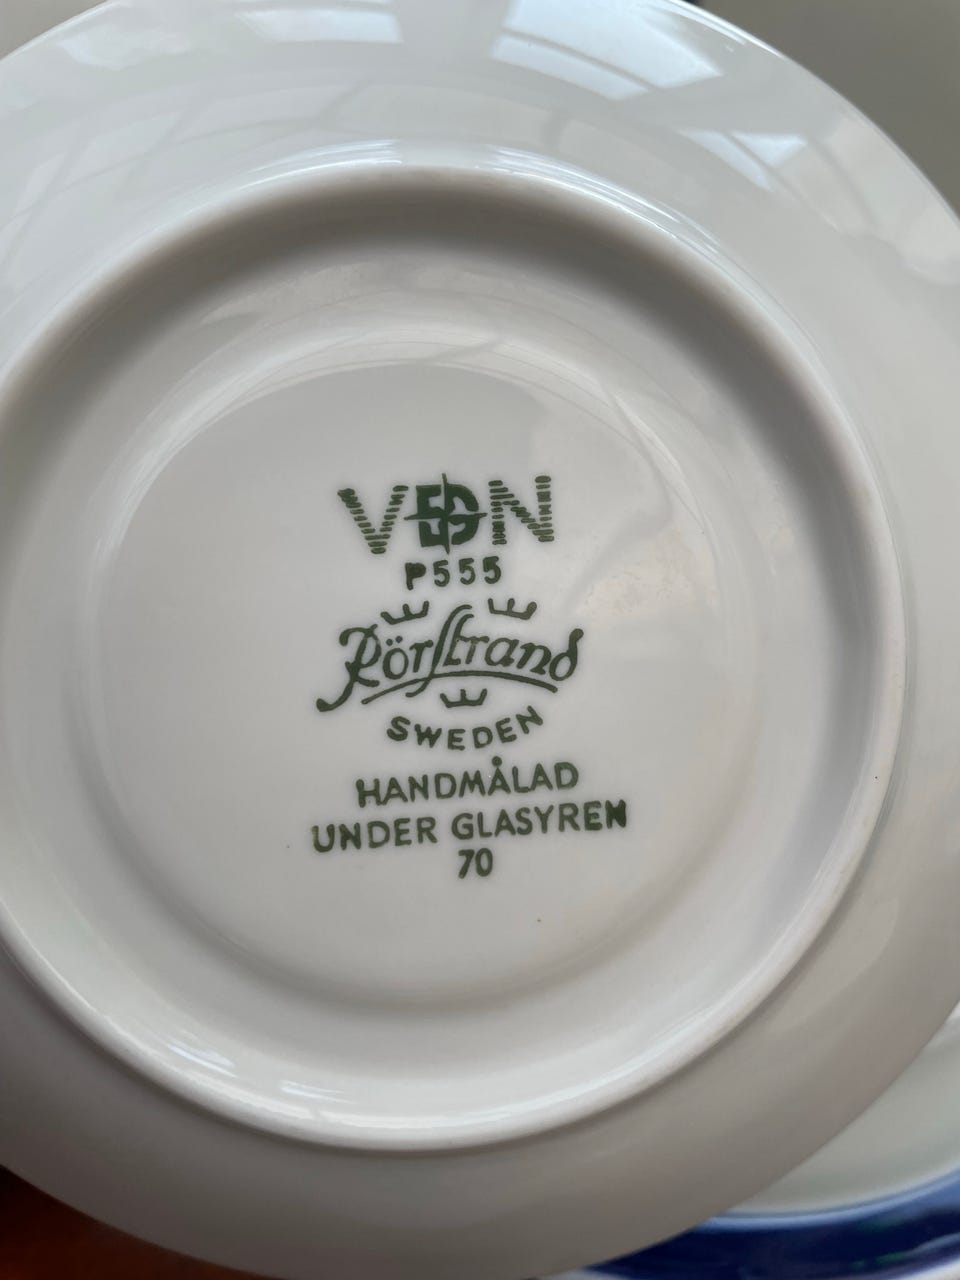 VDN
P555
Rörstrand
SWEDEN
HANDMÅLAD
UNDER GLASYREN
70